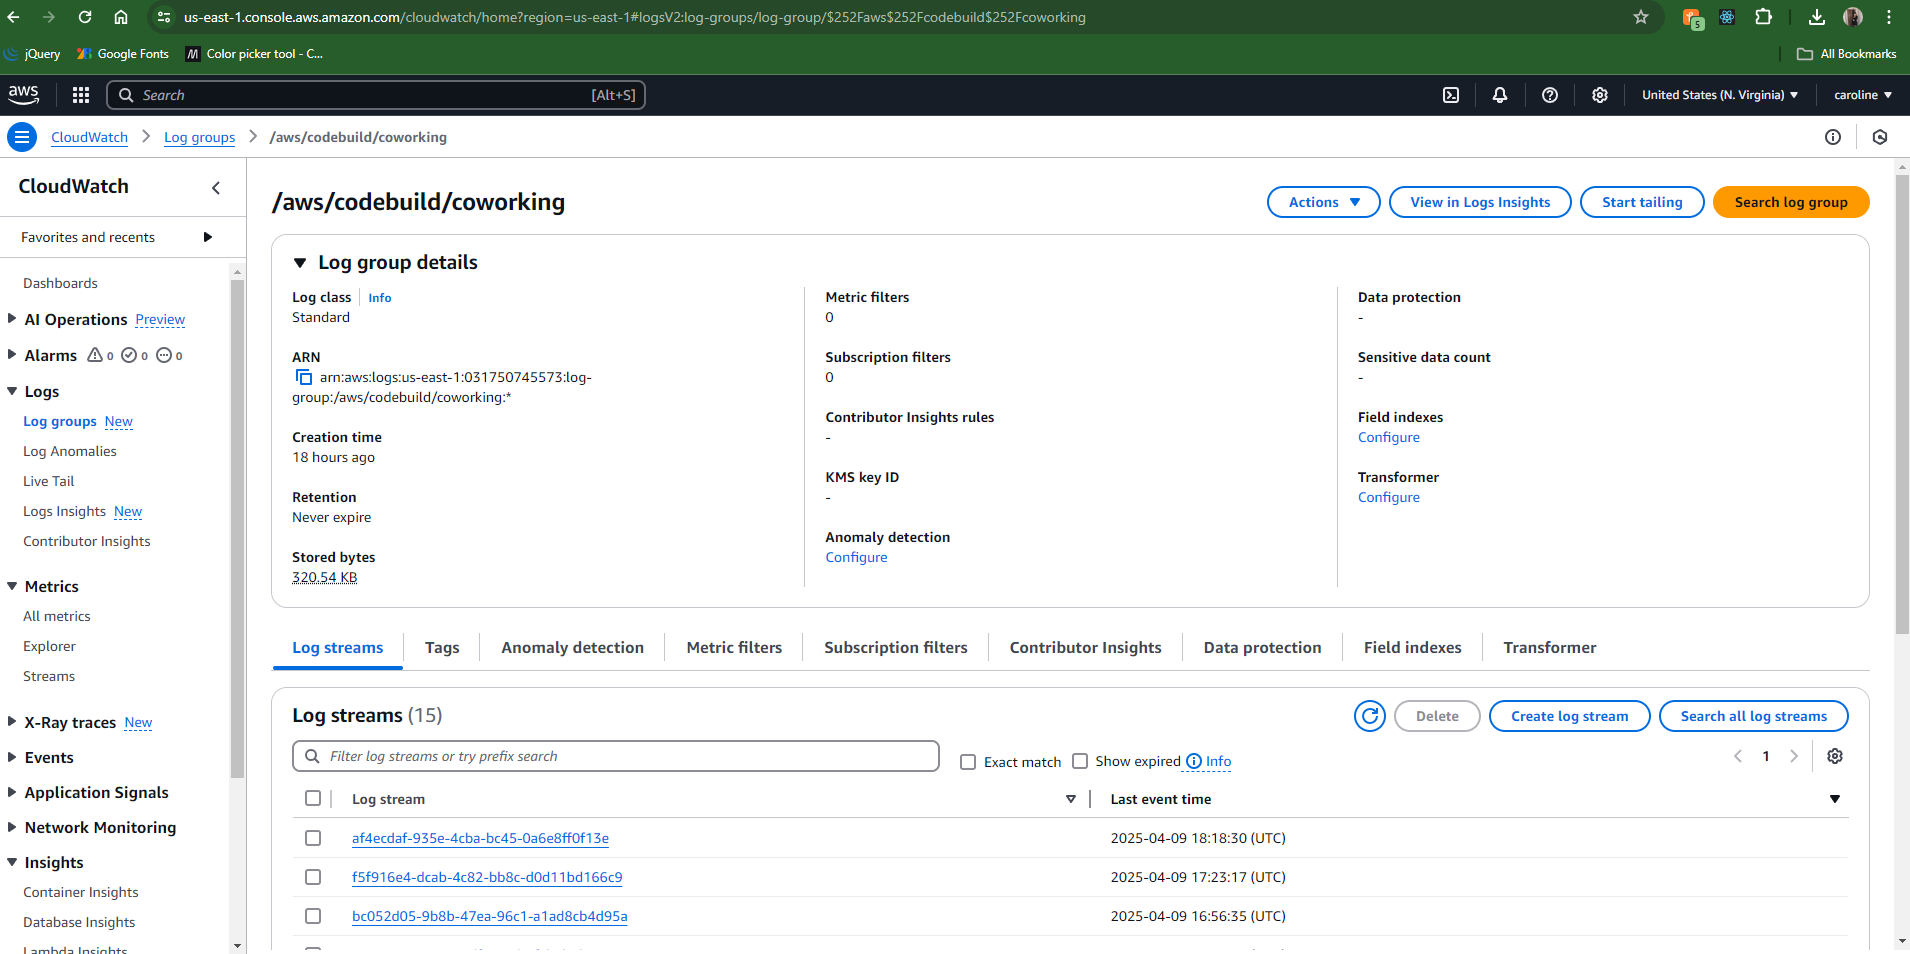 us-east-1.console.aws.amazon.com/cloudwatch/home?region=us-east-1#logsV2:log-groups/log-group/$252Faws$252Fcodebuild$252Fcoworking
5
jQuery
Google Fonts
Color picker tool - C...
All Bookmarks
aws
Search
[Alt+S]
United States (N. Virginia)
caroline
CloudWatch
Log groups
/aws/codebuild/coworking
CloudWatch
Favorites and recents
Dashboards
AI Operations Preview
Alarms 0 0 0
Logs
Log groups New
Log Anomalies
Live Tail
Logs Insights New
Contributor Insights
Metrics
All metrics
Explorer
Streams
X-Ray traces New
Events
Application Signals
Network Monitoring
Insights
Container Insights
Database Insights
Lambda Insights
/aws/codebuild/coworking
Actions
View in Logs Insights
Start tailing
Search log group
Log group details
Log class Info
Standard
ARN
arn:aws:logs:us-east-1:031750745573:log-
group:/aws/codebuild/coworking:*
Creation time
18 hours ago
Retention
Never expire
Stored bytes
320.54 KB
Metric filters
0
Subscription filters
0
Contributor Insights rules
-
KMS key ID
-
Anomaly detection
Configure
Data protection
-
Sensitive data count
-
Field indexes
Configure
Transformer
Configure
Log streams
Tags
Anomaly detection
Metric filters
Subscription filters
Contributor Insights
Data protection
Field indexes
Transformer
Log streams (15)
Delete
Create log stream
Search all log streams
Filter log streams or try prefix search
Exact match
Show expired
Info
1
Log stream
Last event time
af4ecdaf-935e-4cba-bc45-0a6e8ff0f13e
2025-04-09 18:18:30 (UTC)
f5f916e4-dcab-4c82-bb8c-d0d11bd166c9
2025-04-09 17:23:17 (UTC)
bc052d05-9b8b-47ea-96c1-a1ad8cb4d95a
2025-04-09 16:56:35 (UTC)